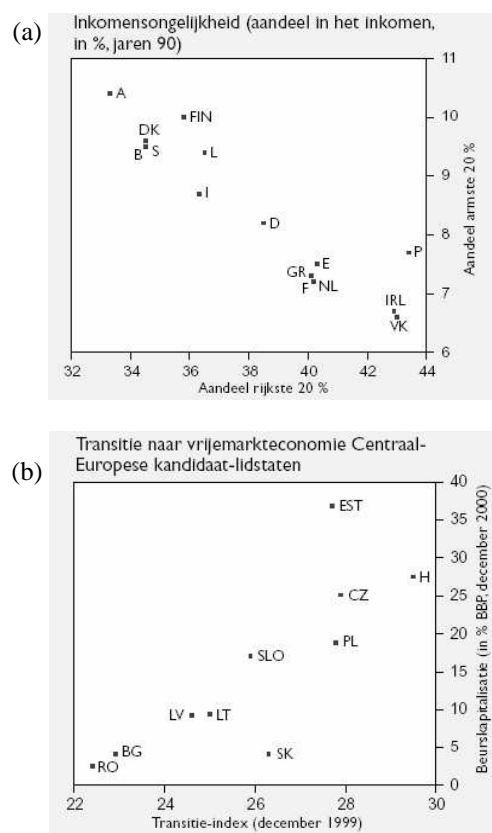 (a)
Inkomensongelijkheid (aandeel in het inkomen,
in %, jaren 90)
11
A
FIN
10
DK
B S
L
9
I
D
8
P
E
GR
F NL
7
IRL
VK
6
32 34 36 38 40 42 44
Aandeel rijkste 20 %
Aandeel armste 20 %
(b)
Transitie naar vrijemarkteconomie Centraal-
Europese kandidaat-lidstaten
40
EST
35
30
H
CZ
25
20
PL
SLO
15
10
LV LT
5
BG
SK
RO
0
22 24 26 28 30
Transitie-index (december 1999)
Beurskapitalisatie (in % BBP, december 2000)